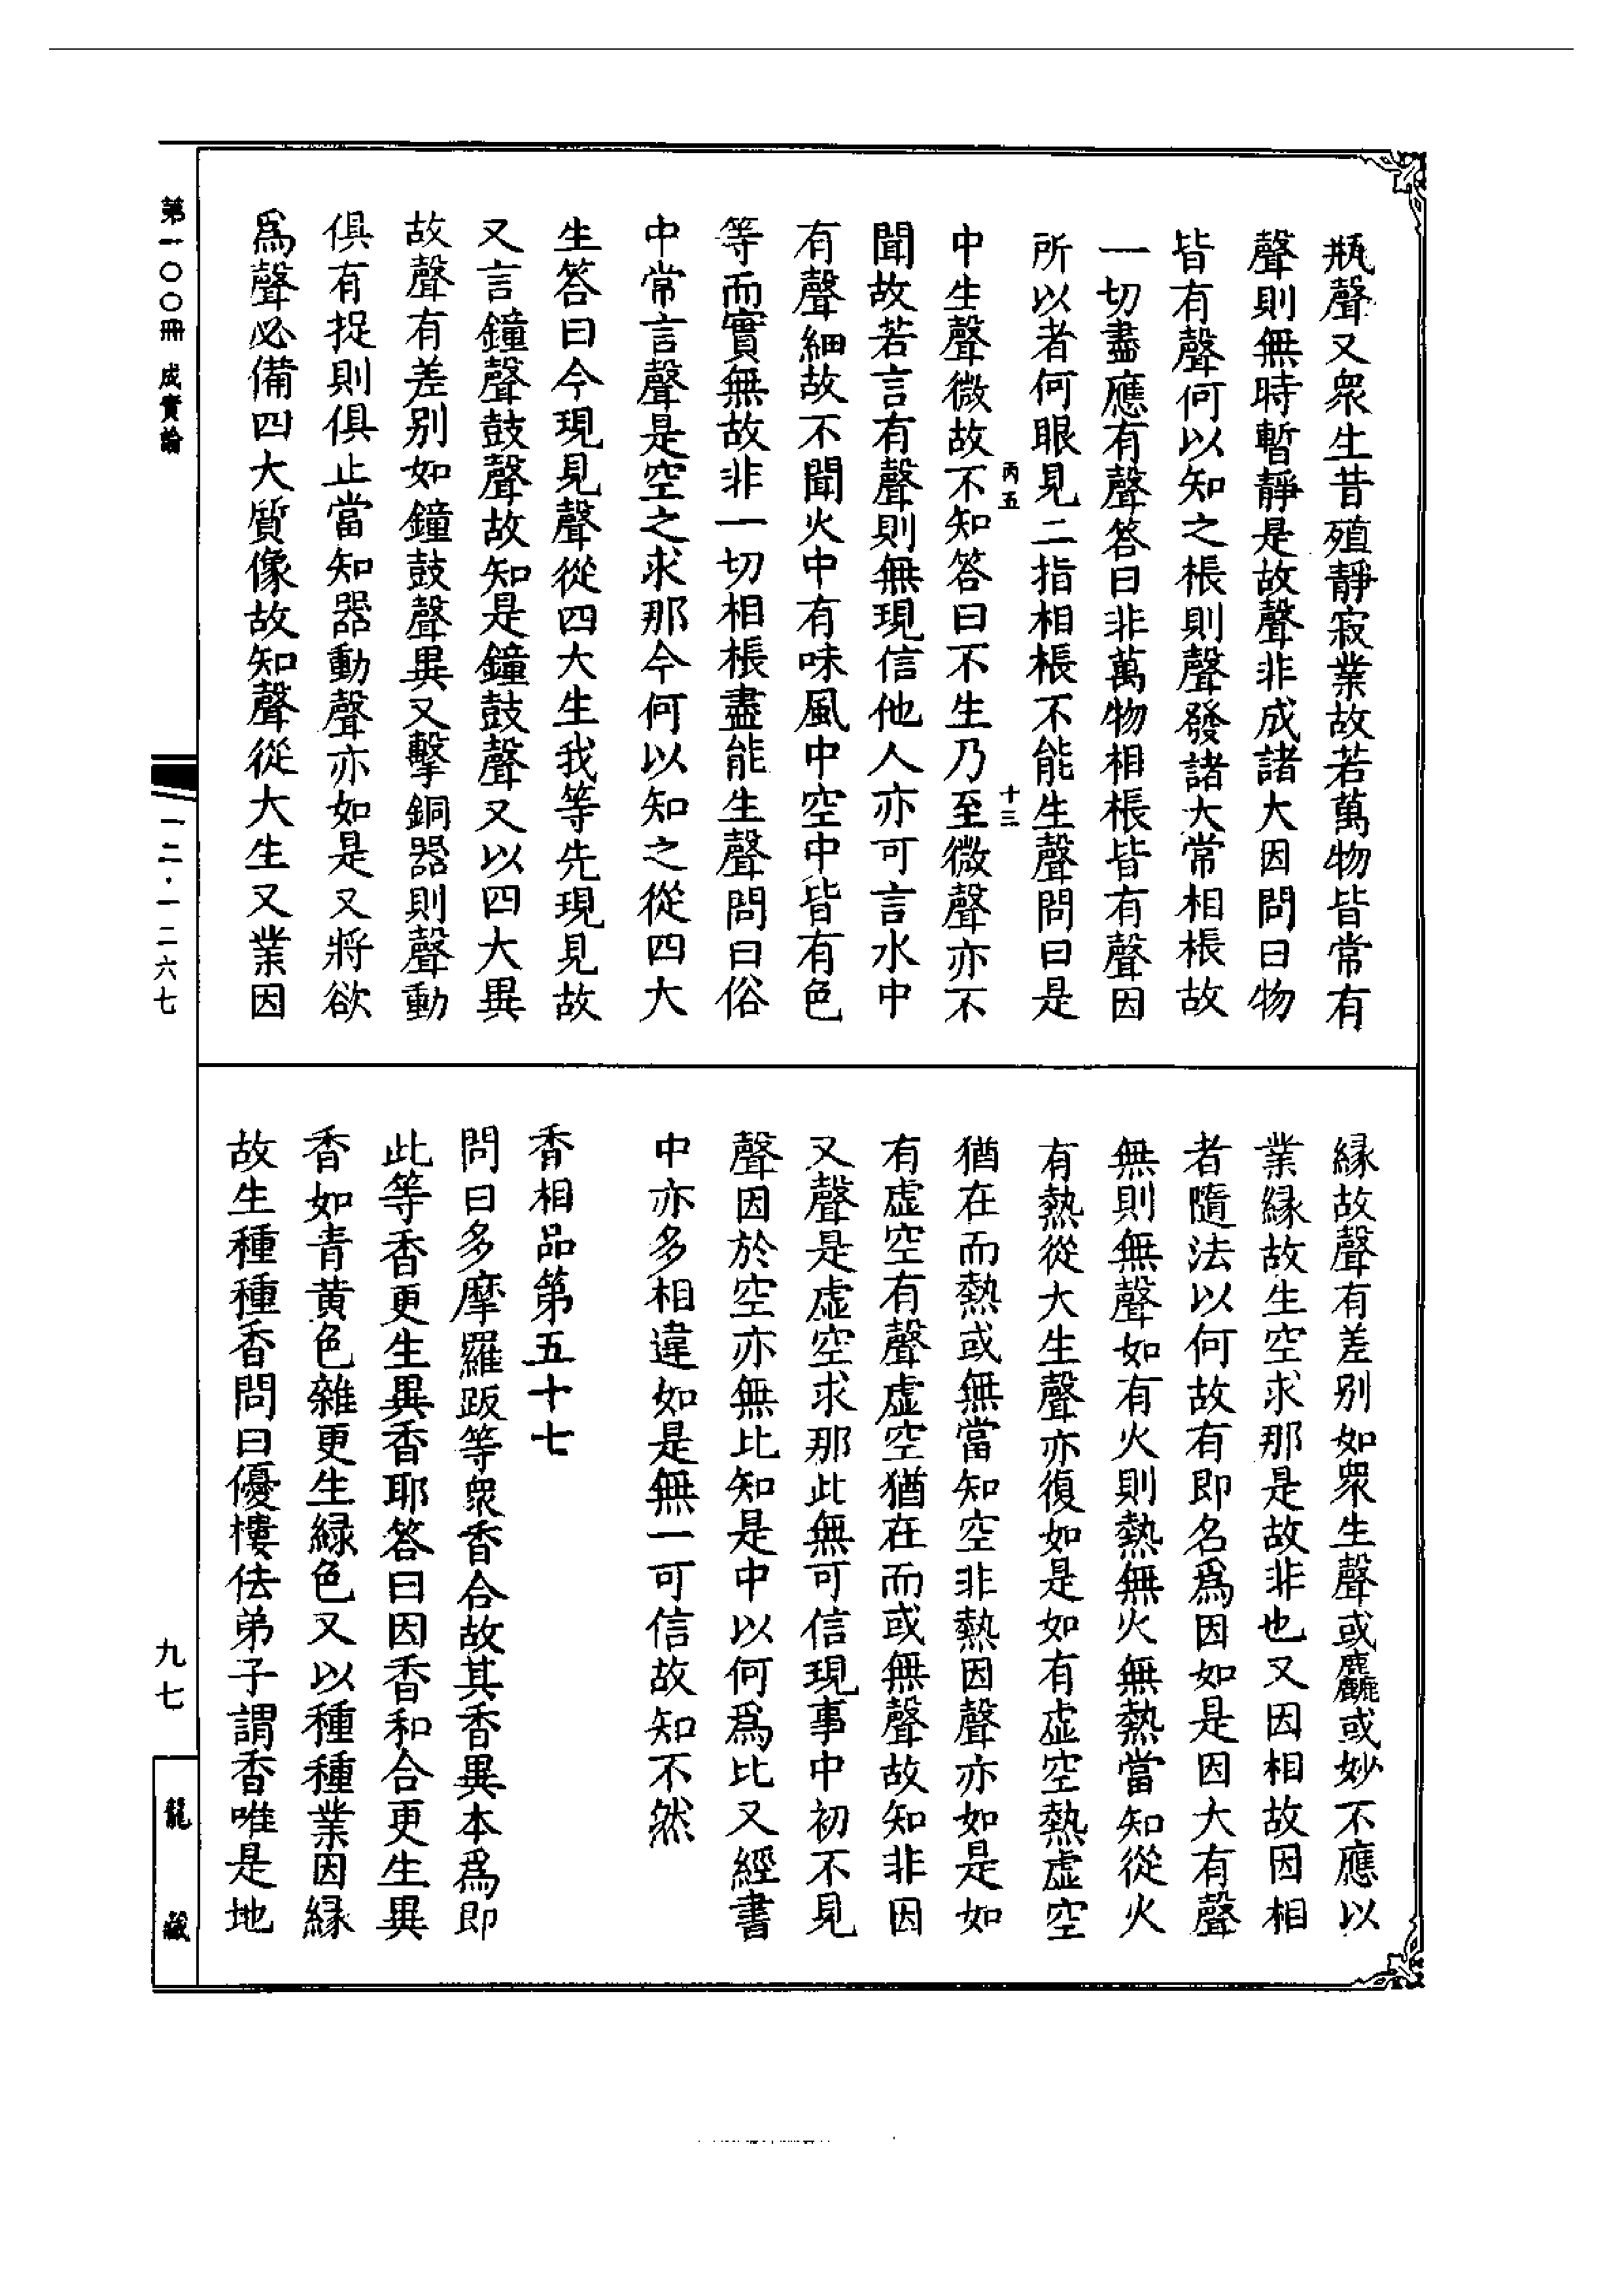 瓶聲又衆生昔殖靜寂業故若萬物皆常有
聲則無時暫靜是故聲非成諸大因問曰物
皆有聲何以知之棖則聲發諸大常相棖故
一切盡應有聲答曰非萬物相棖皆有聲因
所以者何眼見二指相棖不能生聲問曰是
丙五
十三
中生聲微故不知答曰不生乃至微聲亦不
聞故若言有聲則無現信他人亦可言水中
有聲細故不聞火中有味風中空中皆有色
等而實無故非一切相棖盡能生聲問曰俗
中常言聲是空之求那今何以知之從四大
生答曰今現見聲從四大生我等先現見故
又言鐘聲鼓聲故知是鐘鼓聲又以四大異
故聲有差别如鐘鼓聲異又擊銅器則聲動
俱有捉則俱止當知器動聲亦如是又將欲
爲聲必備四大質像故知聲從大生又業因
緣故聲有差别如衆生聲或麤或妙不應以
業緣故生空求那是故非也又因相故因相
者隨法以何故有即名爲因如是因大有聲
無則無聲如有火則熱無火無熱當知從火
有熱從大生聲亦復如是如有虛空熱虛空
猶在而熱或無當知空非熱因聲亦如是如
有虛空有聲虛空猶在而或無聲故知非因
又聲是虛空求那此無可信現事中初不見
聲因於空亦無比知是中以何爲比又經書
中亦多相違如是無一可信故知不然
香相品第五十七
問曰多摩羅跋等衆香合故其香異本爲即
此等香更生異香耶答曰因香和合更生異
香如青黄色雜更生緑色又以種種業因緣
故生種種香問曰優樓佉弟子謂香唯是地
第一〇〇冊 成實論
一二·一二六七
九七
龍藏